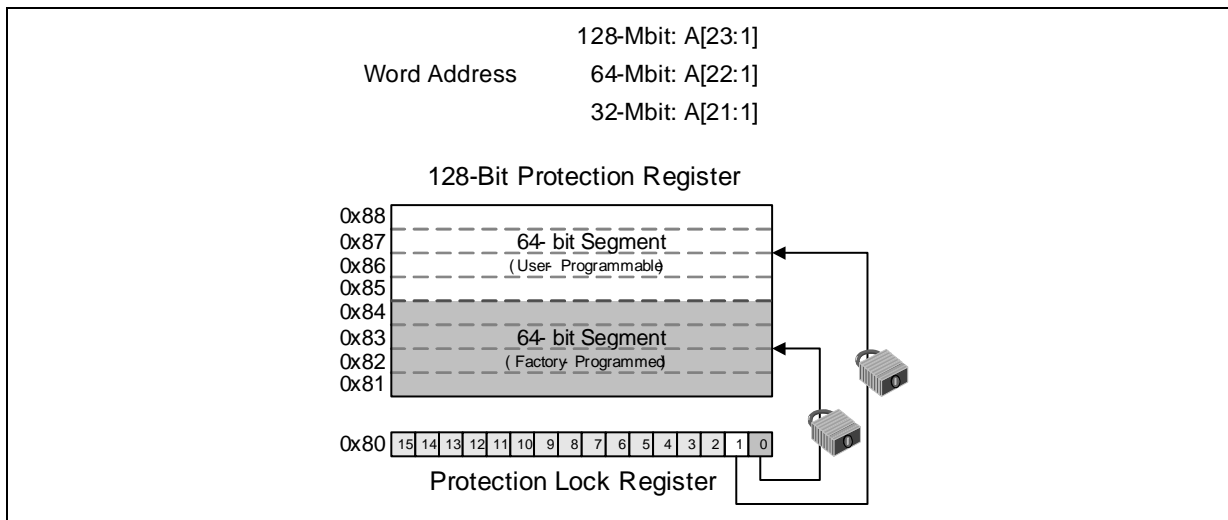 128-Mbit: A[23:1]
Word Address 64-Mbit: A[22:1]
32-Mbit: A[21:1]
128-Bit Protection Register
0x88
0x87 64- bit Segment
0x86 (User- Programmable)
0x85
0x84
0x83 64- bit Segment
0x82 (Factory- Programmed)
0x81
0x80 15 14 13 12 11 10 9 8 7 6 5 4 3 2 1 0
Protection Lock Register